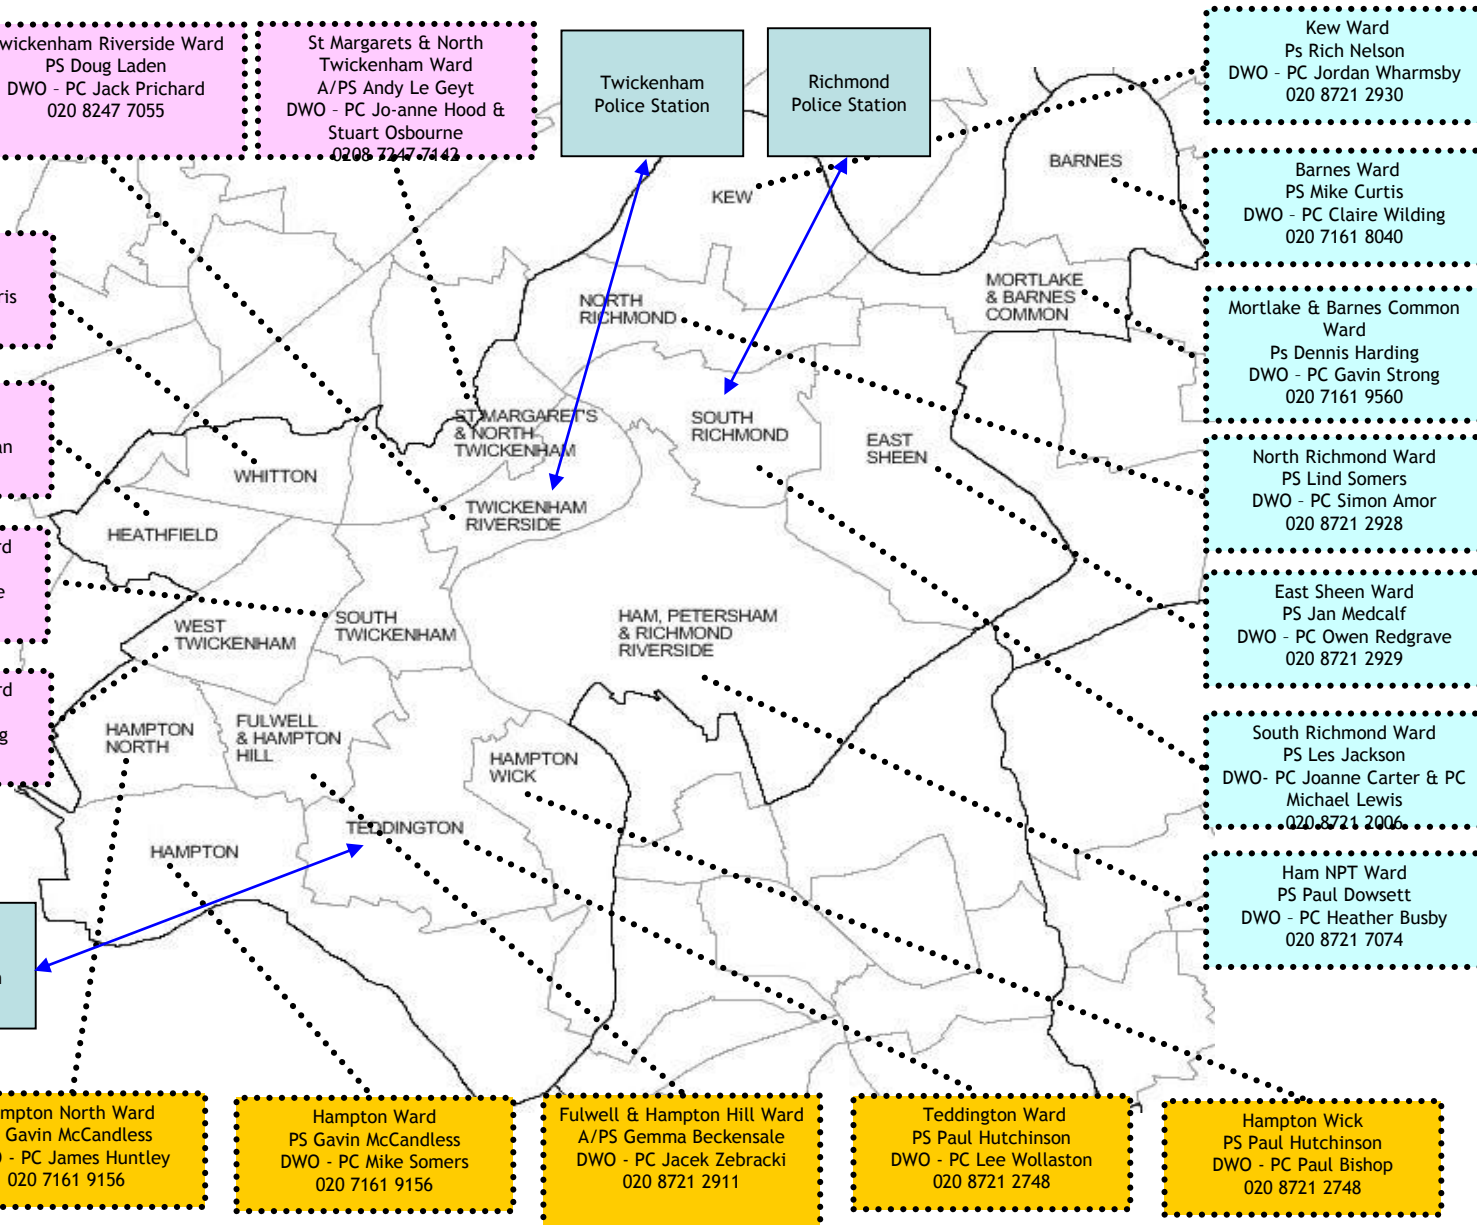 wickenham Riverside Ward
PS Doug Laden
DWO - PC Jack Prichard
020 8247 7055
St Margarets & North
Twickenham Ward
A/PS Andy Le Geyt
DWO - PC Jo-anne Hood &
Stuart Osbourne
0208 7247 7142
Twickenham
Police Station
Richmond
Police Station
Kew Ward
Ps Rich Nelson
DWO - PC Jordan Wharmsby
020 8721 2930
Barnes Ward
PS Mike Curtis
DWO - PC Claire Wilding
020 7161 8040
Mortlake & Barnes Common
Ward
Ps Dennis Harding
DWO - PC Gavin Strong
020 7161 9560
North Richmond Ward
PS Lind Somers
DWO - PC Simon Amor
020 8721 2928
East Sheen Ward
PS Jan Medcalf
DWO - PC Owen Redgrave
020 8721 2929
South Richmond Ward
PS Les Jackson
DWO- PC Joanne Carter & PC
Michael Lewis
020 8721 2006
Ham NPT Ward
PS Paul Dowsett
DWO - PC Heather Busby
020 8721 7074
ris
an
rd
e
rd
g
n
KEW
BARNES
MORTLAKE
& BARNES
COMMON
NORTH
RICHMOND
ST MARGARET'S
& NORTH
TWICKENHAM
SOUTH
RICHMOND
EAST
SHEEN
WHITTON
TWICKENHAM
RIVERSIDE
HEATHFIELD
WEST
TWICKENHAM
SOUTH
TWICKENHAM
HAM, PETERSHAM
& RICHMOND
RIVERSIDE
HAMPTON
NORTH
FULWELL
& HAMPTON
HILL
HAMPTON
WICK
TEDDINGTON
HAMPTON
mpton North Ward
Gavin McCandless
- PC James Huntley
020 7161 9156
Hampton Ward
PS Gavin McCandless
DWO - PC Mike Somers
020 7161 9156
Fulwell & Hampton Hill Ward
A/PS Gemma Beckensale
DWO - PC Jacek Zebracki
020 8721 2911
Teddington Ward
PS Paul Hutchinson
DWO - PC Lee Wollaston
020 8721 2748
Hampton Wick
PS Paul Hutchinson
DWO - PC Paul Bishop
020 8721 2748